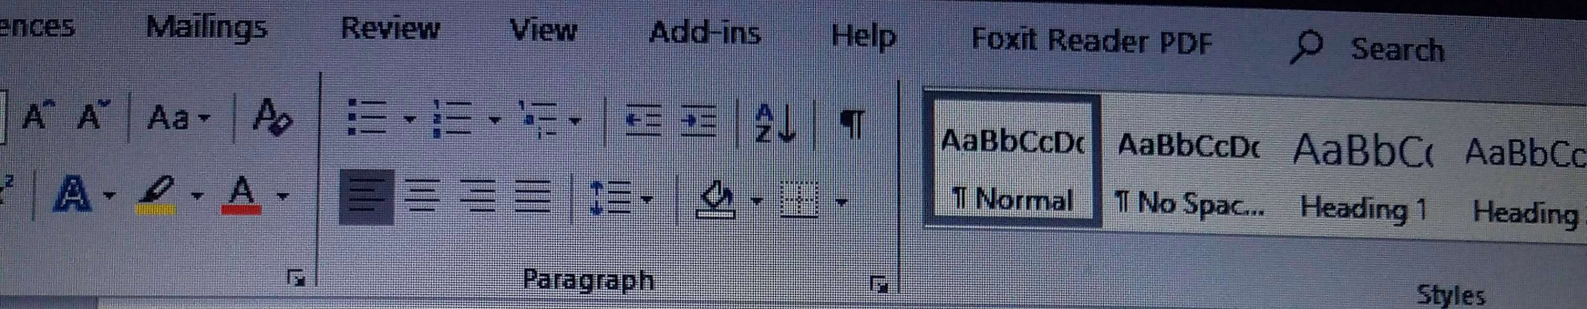 ences Mailings Review View Add-ins Help Foxit Reader PDF Search
A A Aa A A Z ¶ AaBbCcDc AaBbCcDc AaBbC( AaBbCc
2 A A ¶ Normal ¶ No Spac... Heading 1 Heading
Paragraph Styles